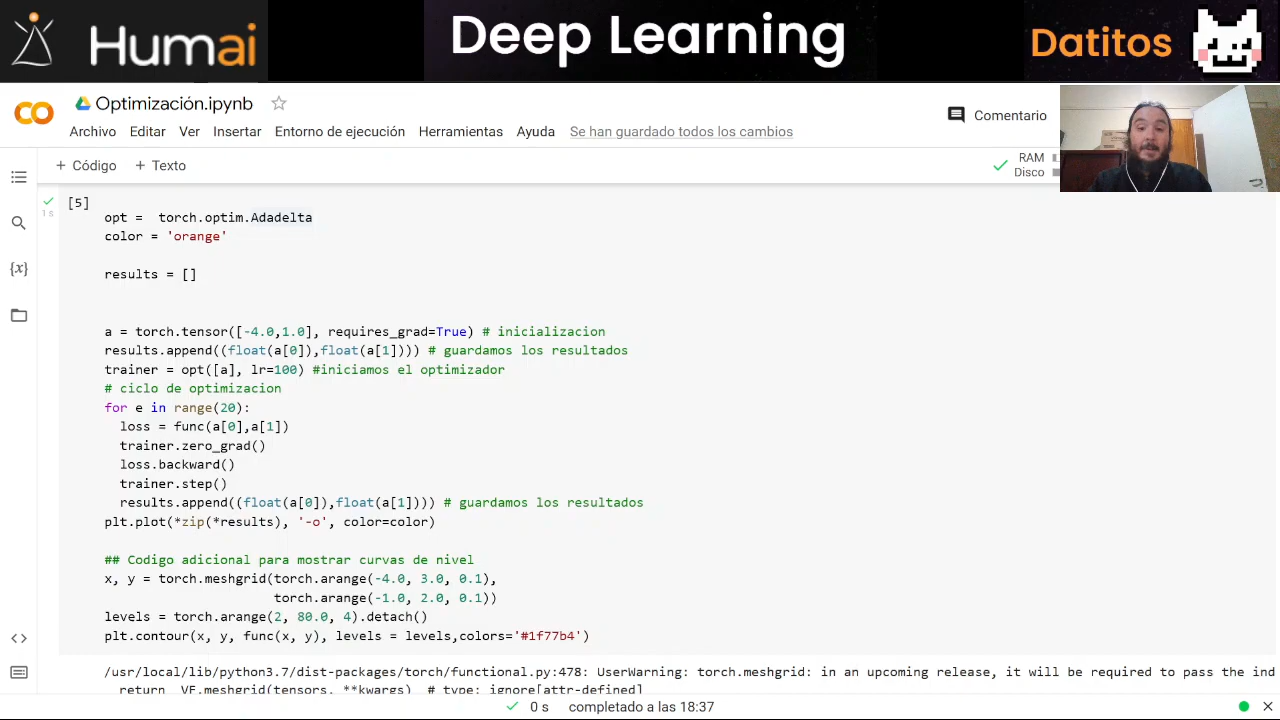 Humai
Deep Learning
Datitos
CO
Optimización.ipynb
Archivo Editar Ver Insertar Entorno de ejecución Herramientas Ayuda Se han guardado todos los cambios
Comentario
+ Código + Texto
RAM
Disco
[5]
1 s
{x}
opt =  torch.optim.Adadelta
color = 'orange'
results = []
a = torch.tensor([-4.0,1.0], requires_grad=True) # inicializacion
results.append((float(a[0]),float(a[1]))) # guardamos los resultados
trainer = opt([a], lr=100) #iniciamos el optimizador
# ciclo de optimizacion
for e in range(20):
  loss = func(a[0],a[1])
  trainer.zero_grad()
  loss.backward()
  trainer.step()
  results.append((float(a[0]),float(a[1]))) # guardamos los resultados
plt.plot(*zip(*results), '-o', color=color)
## Codigo adicional para mostrar curvas de nivel
x, y = torch.meshgrid(torch.arange(-4.0, 3.0, 0.1),
                      torch.arange(-1.0, 2.0, 0.1))
levels = torch.arange(2, 80.0, 4).detach()
plt.contour(x, y, func(x, y), levels = levels,colors='#1f77b4')
/usr/local/lib/python3.7/dist-packages/torch/functional.py:478: UserWarning: torch.meshgrid: in an upcoming release, it will be required to pass the ind
  return _VF.meshgrid(tensors, **kwargs)  # type: ignore[attr-defined]
0 s completado a las 18:37